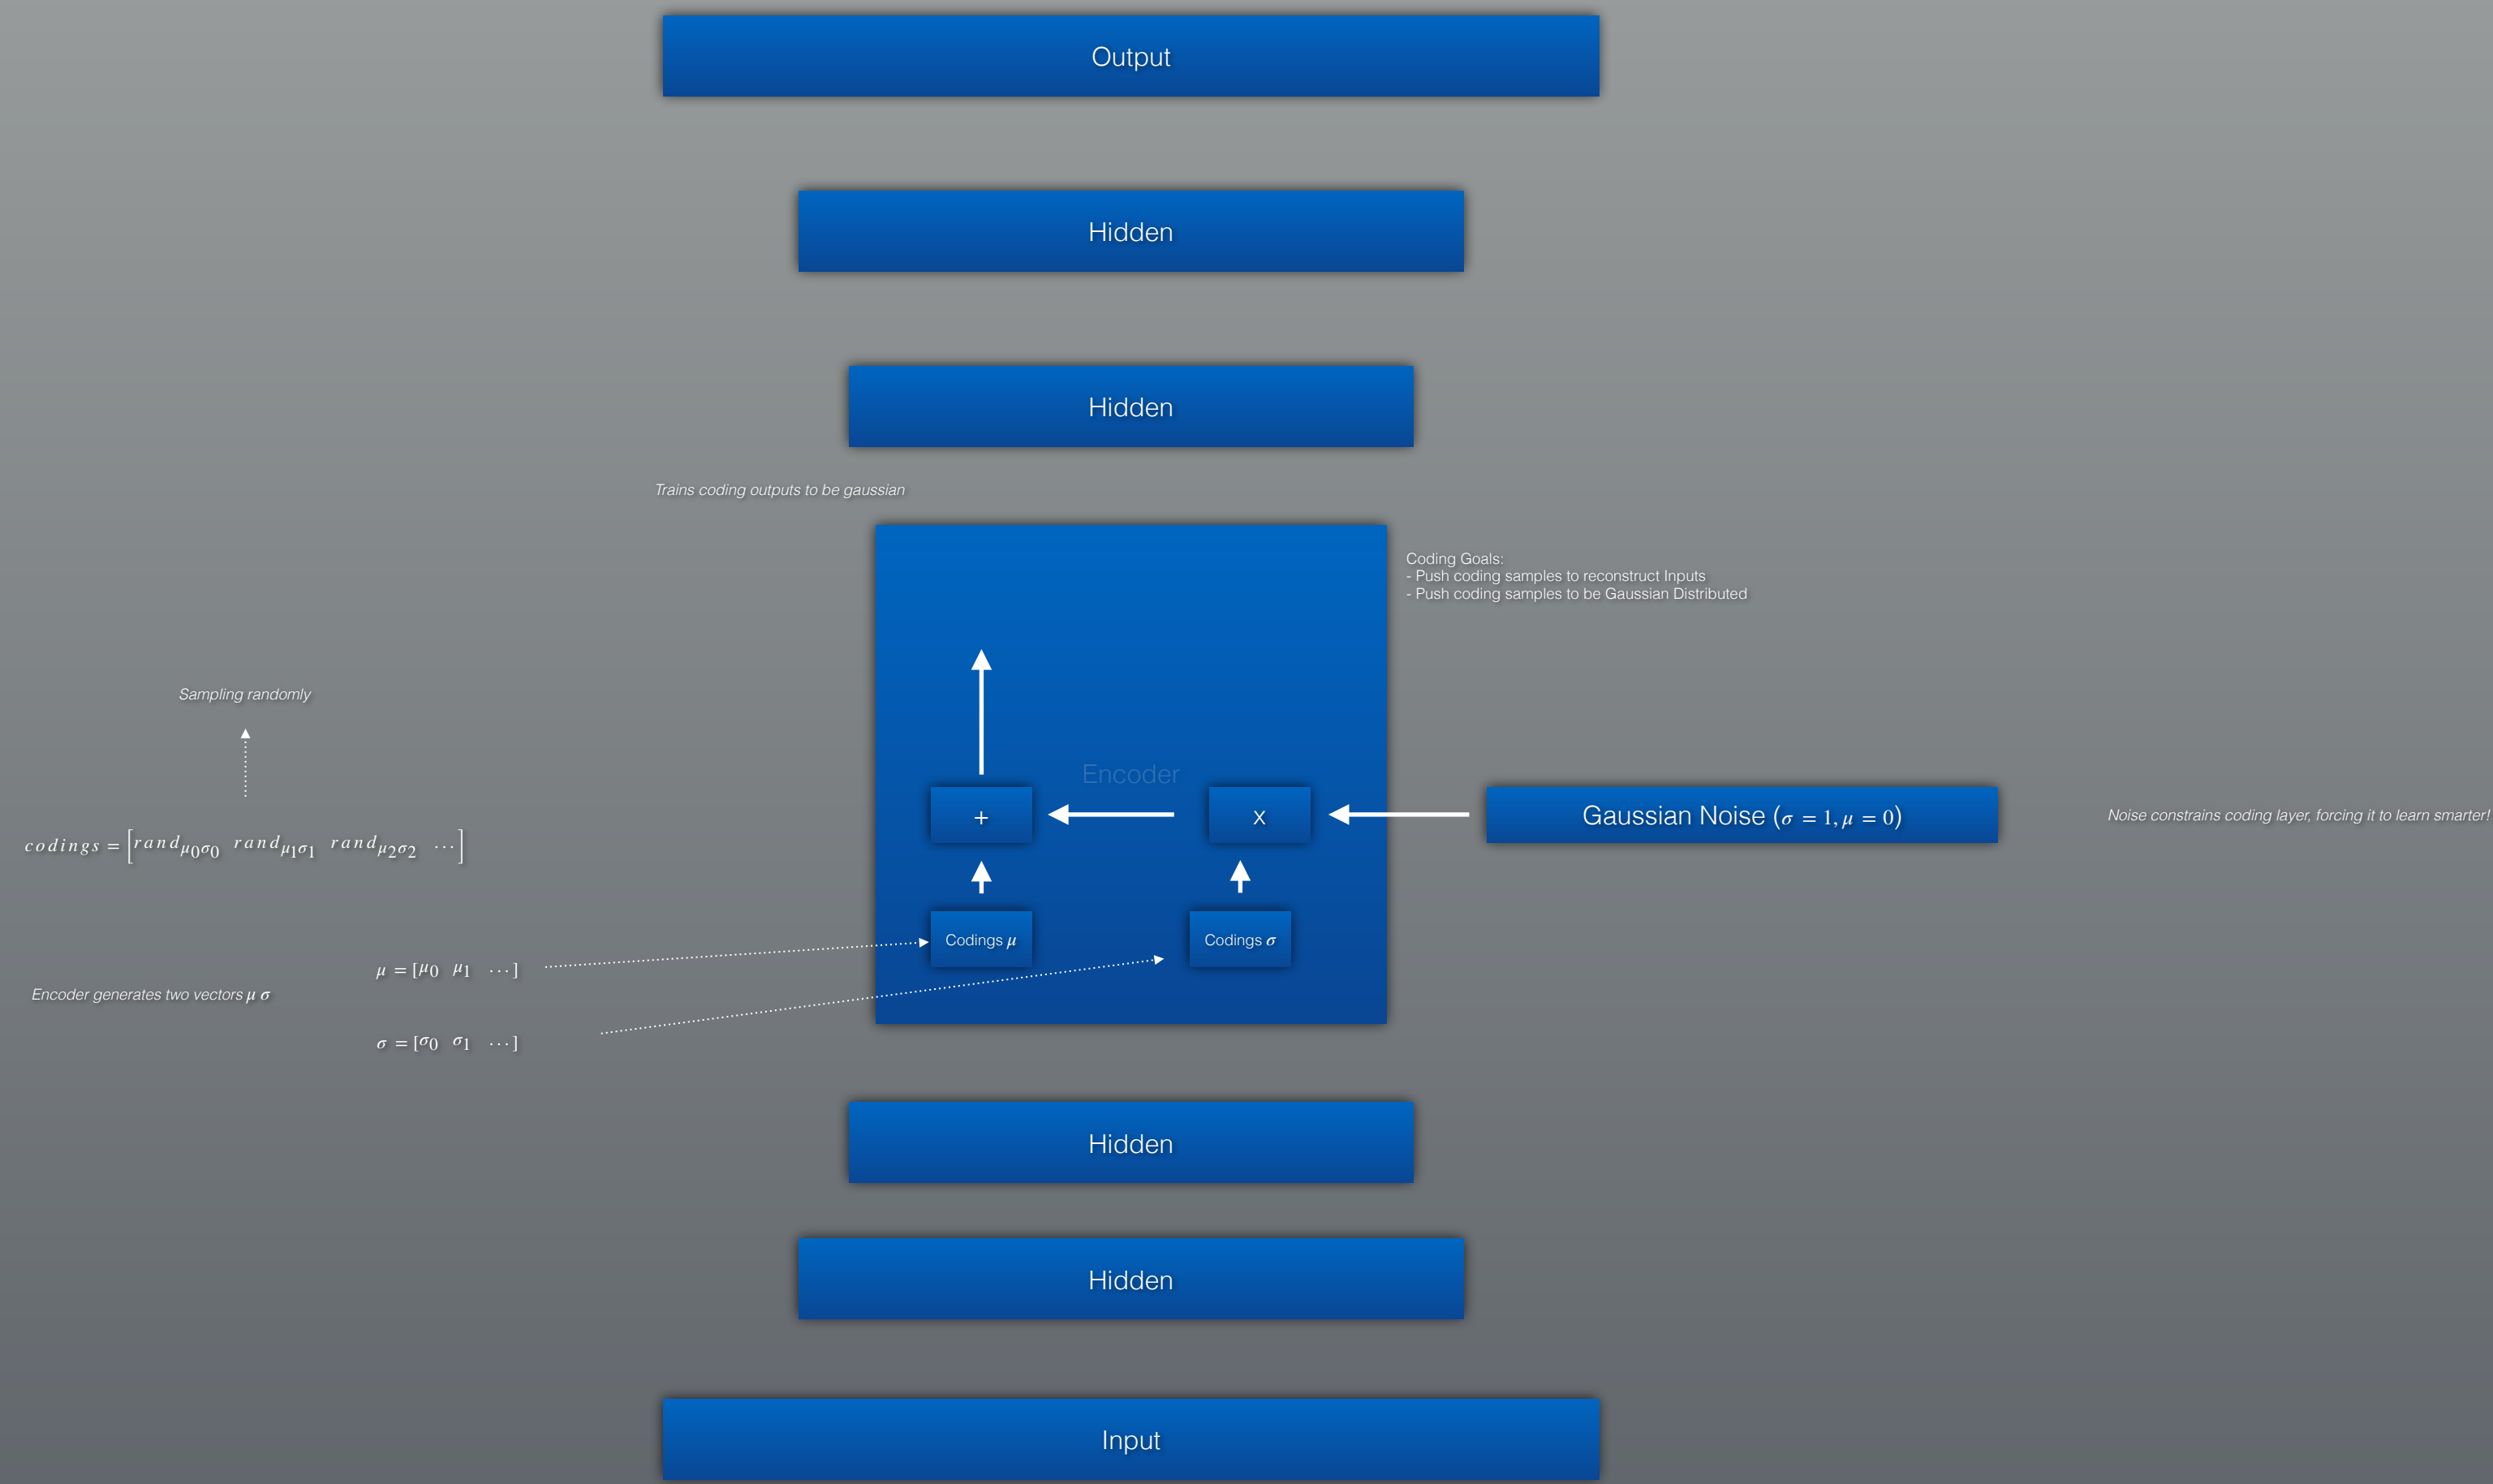 Output
Hidden
Hidden
Trains coding outputs to be gaussian
Coding Goals:
- Push coding samples to reconstruct Inputs
- Push coding samples to be Gaussian Distributed
Sampling randomly
Encoder
+
x
Gaussian Noise (σ = 1, μ = 0)
Noise constrains coding layer, forcing it to learn smarter!
codings = [rand μ0σ0 rand μ1σ1 rand μ2σ2 ⋯]
Codings μ
Codings σ
μ = [μ0 μ1 ⋯]
Encoder generates two vectors μ σ
σ = [σ0 σ1 ⋯]
Hidden
Hidden
Input